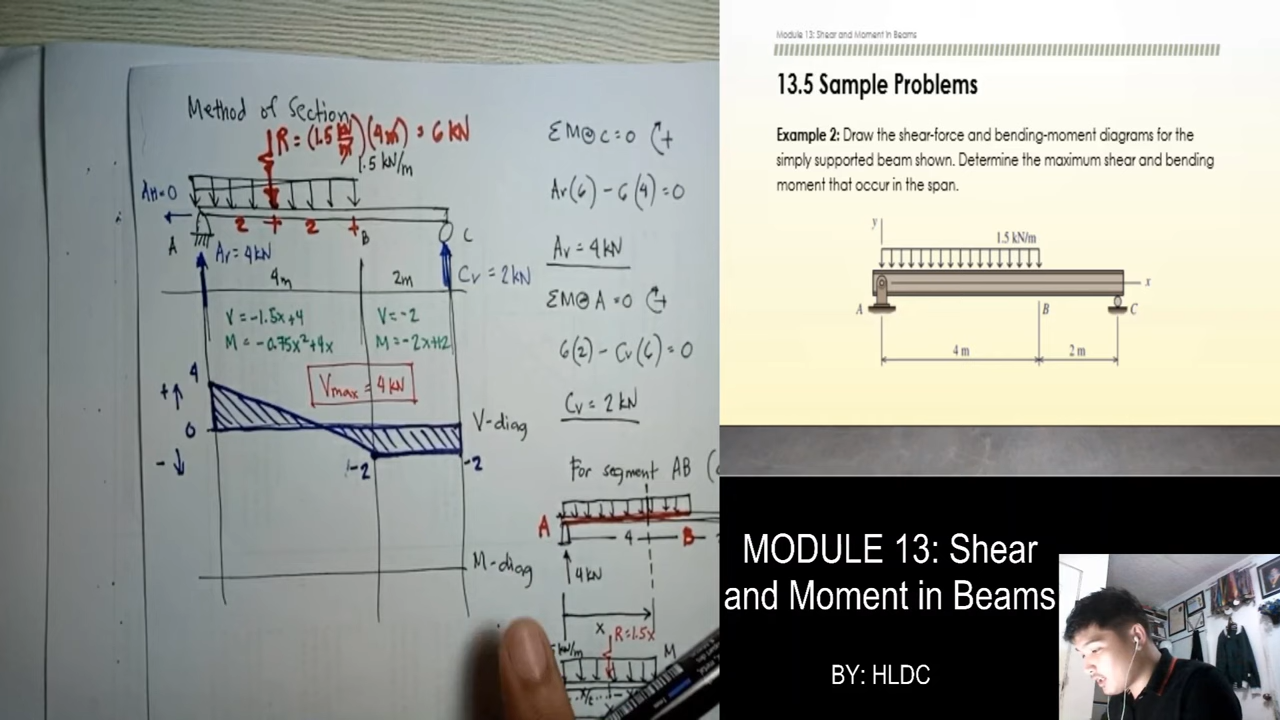 Method of Section
R = (1.5 kN/m)(4m) = 6 kN
1.5 kN/m
AH=0
2 + 2 +
A
B
C
Av = 4kN
4m
2m
Cv = 2kN
V = -1.5x+4
M = -0.75x²+4x
V = -2
M = -2x+12
4
Vmax = 4kN
+↑
0
V-diag
- ↓
-2
-2
M-diag
ΣM@C=0
Av(6) - 6(4) = 0
Av = 4kN
ΣM@A=0
6(2) - Cv(6) = 0
Cv = 2kN
For segment AB (
A
4
B
4kN
x
R=1.5x
kN/m
M
Module 13: Shear and Moment in Beams
13.5 Sample Problems
Example 2: Draw the shear-force and bending-moment diagrams for the
simply supported beam shown. Determine the maximum shear and bending
moment that occur in the span.
y
1.5 kN/m
x
A
B
C
4 m
2 m
MODULE 13: Shear
and Moment in Beams
BY: HLDC